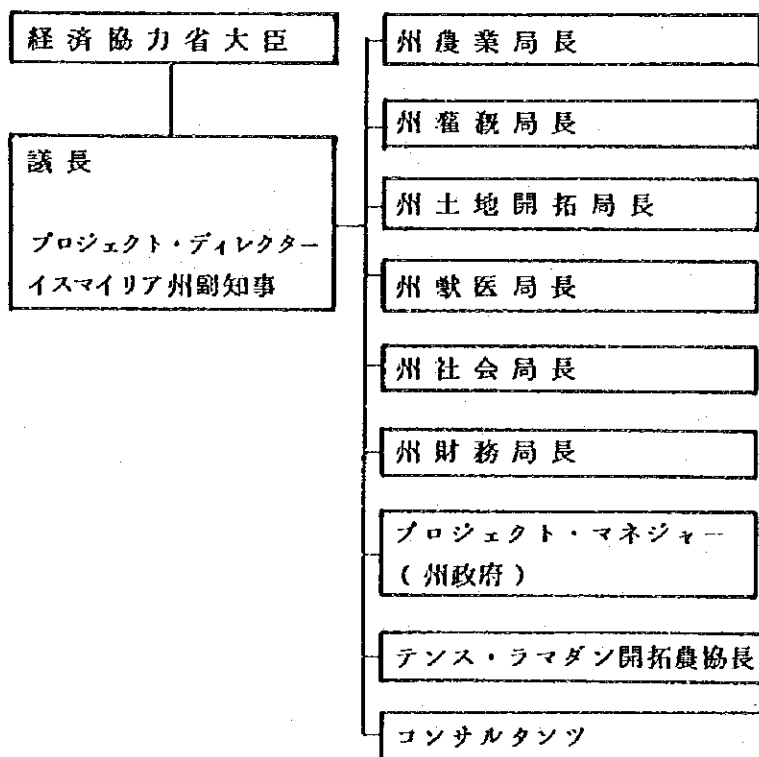 経済協力省大臣
議長
プロジェクト・ディレクター
イスマイリア州副知事
州農業局長
州灌漑局長
州土地開拓局長
州獣医局長
州社会局長
州財務局長
プロジェクト・マネジャー
(州政府)
テンス・ラマダン開拓農協長
コンサルタンツ